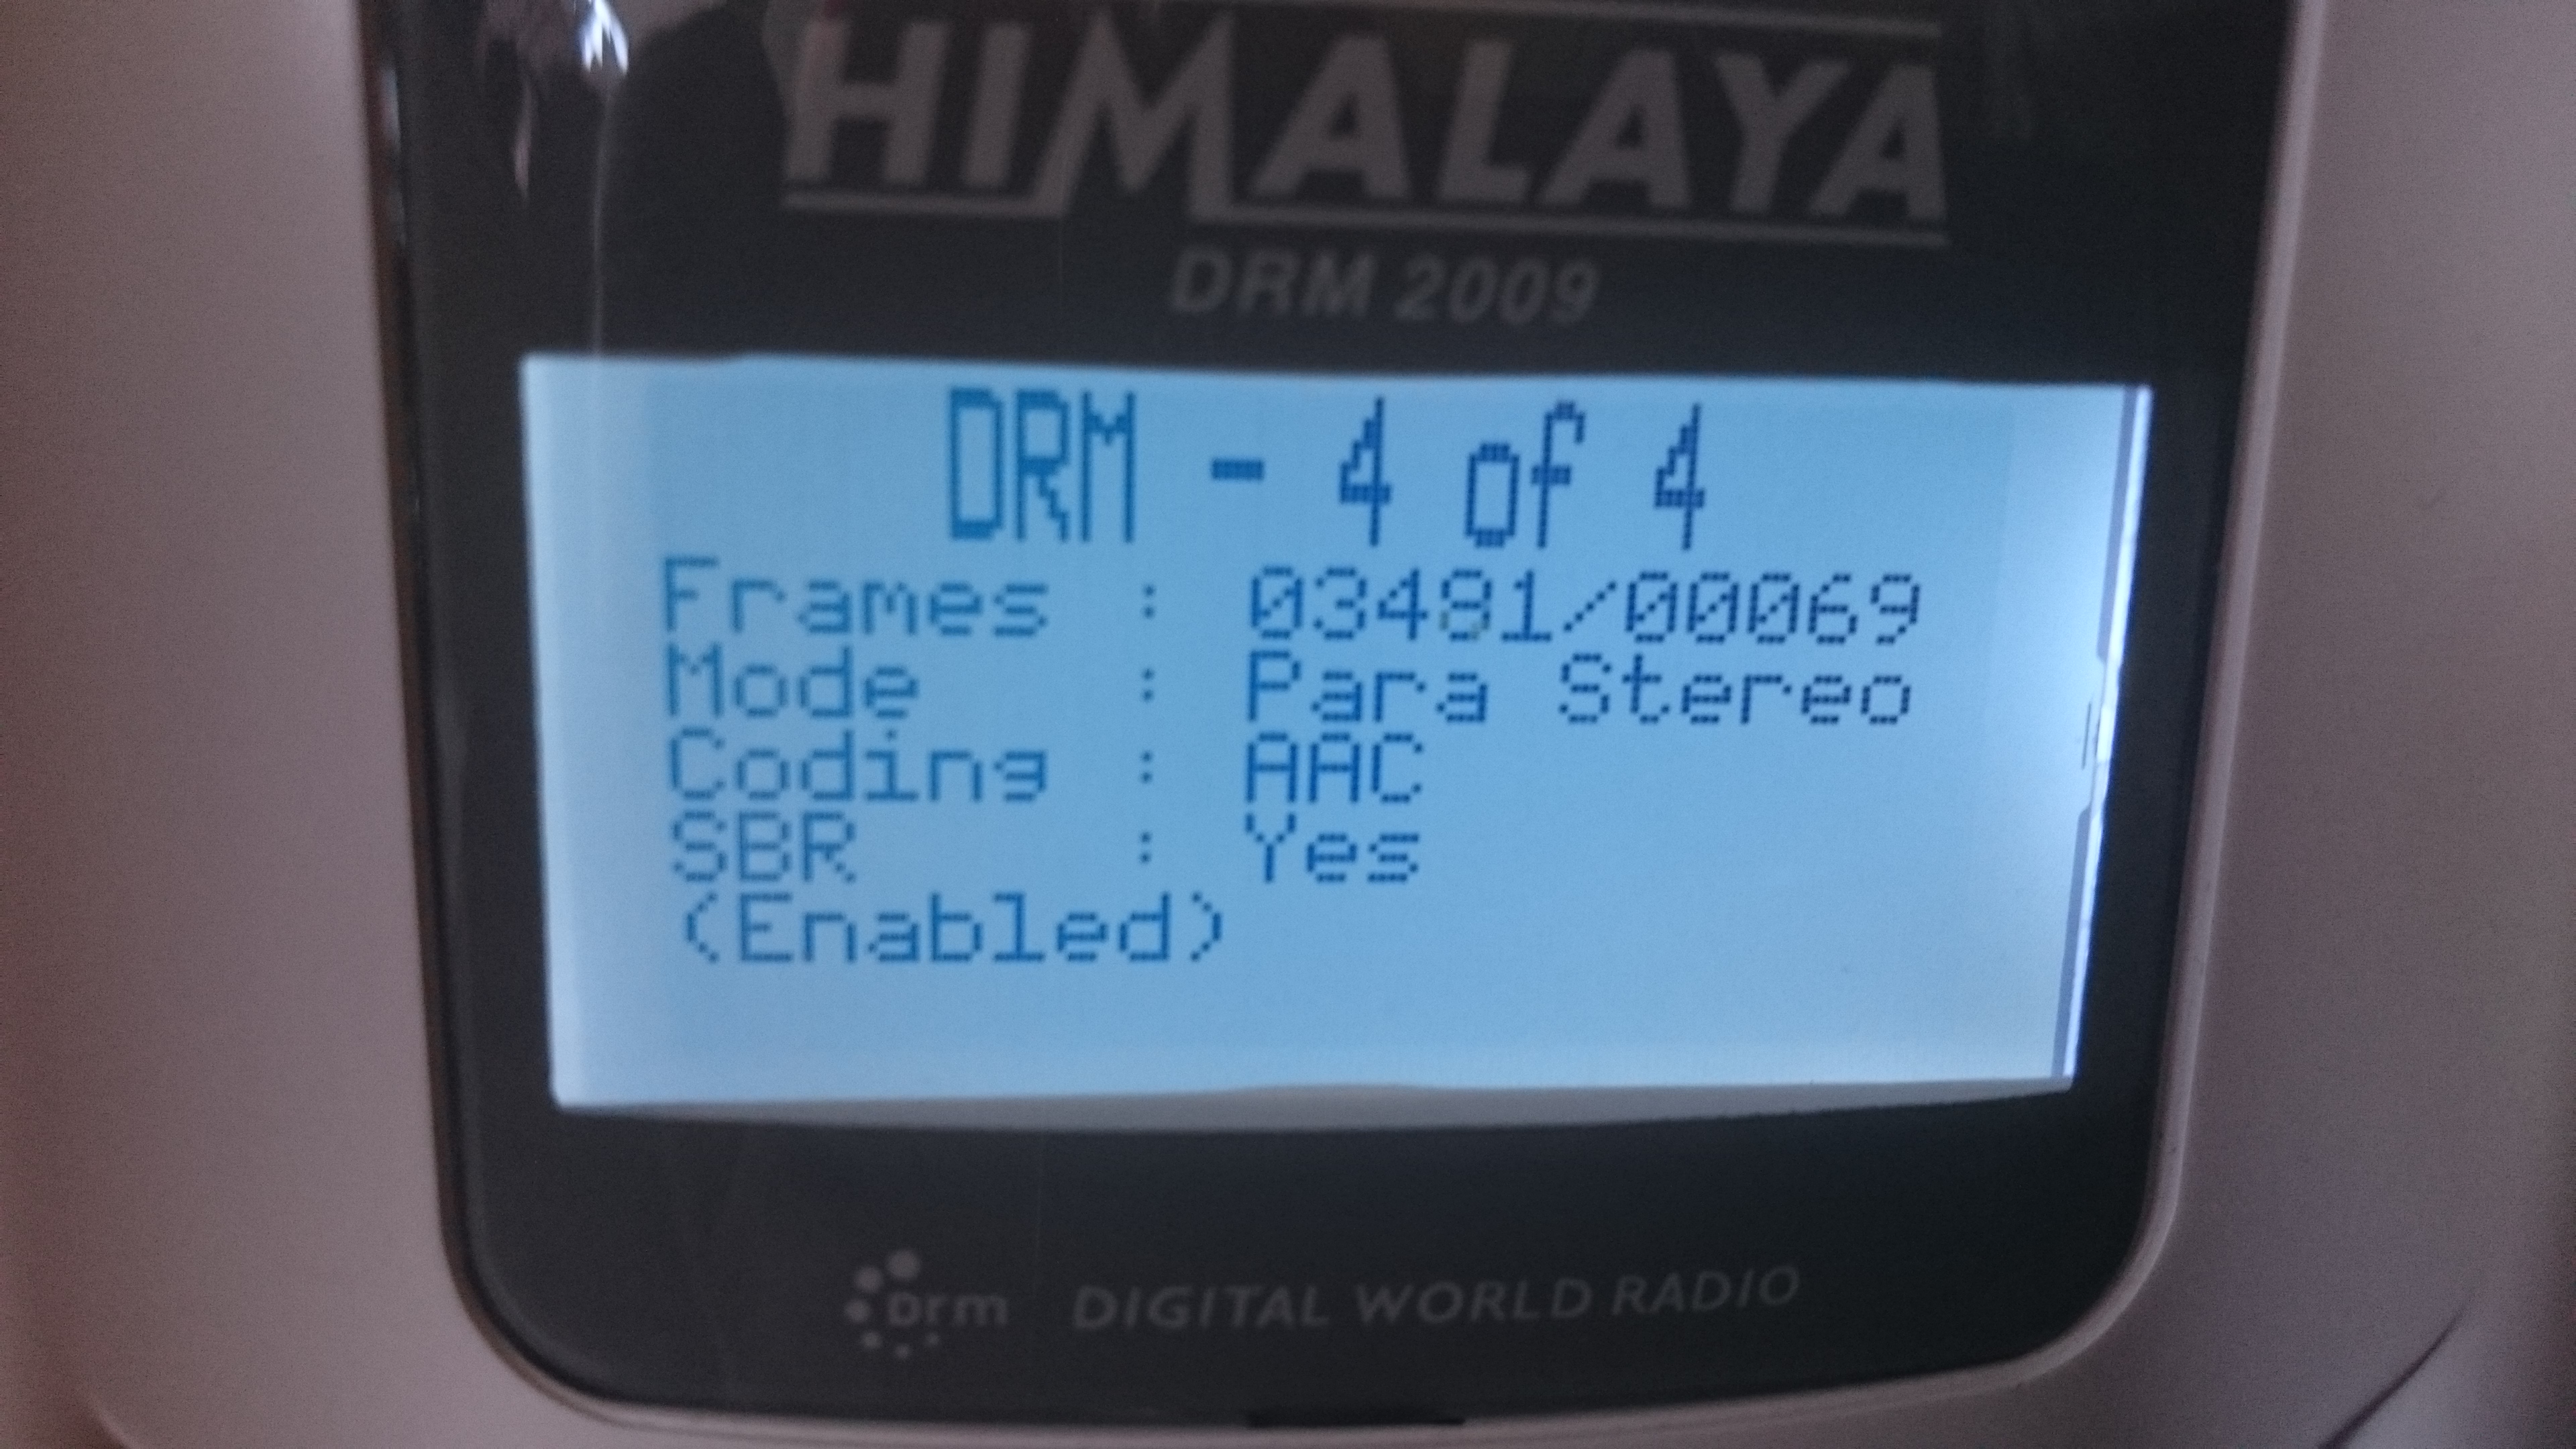 HIMALAYA
DRM 2009
DRM - 4 of 4
Frames : 03481/00069
Mode : Para Stereo
Coding : AAC
SBR : Yes
(Enabled)
Drm DIGITAL WORLD RADIO